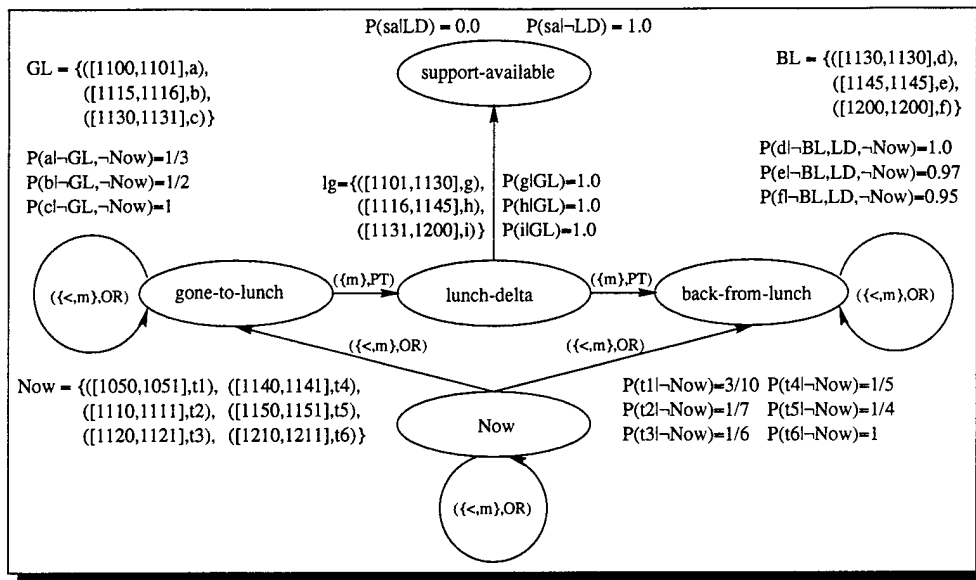 P(sa|LD) = 0.0 P(sa|¬LD) = 1.0
support-available
GL = {([1100,1101],a),
([1115,1116],b),
([1130,1131],c)}
BL = {([1130,1130],d),
([1145,1145],e),
([1200,1200],f)}
P(a|¬GL,¬Now)=1/3
P(b|¬GL,¬Now)=1/2
P(c|¬GL,¬Now)=1
lg={([1101,1130],g),
([1116,1145],h),
([1131,1200],i)}
P(g|GL)=1.0
P(h|GL)=1.0
P(i|GL)=1.0
P(d|¬BL,LD,¬Now)=1.0
P(e|¬BL,LD,¬Now)=0.97
P(f|¬BL,LD,¬Now)=0.95
({<,m},OR)
gone-to-lunch
({m},PT)
lunch-delta
({m},PT)
back-from-lunch
({<,m},OR)
({<,m},OR)
({<,m},OR)
Now = {([1050,1051],t1), ([1140,1141],t4),
([1110,1111],t2), ([1150,1151],t5),
([1120,1121],t3), ([1210,1211],t6)}
Now
P(t1|¬Now)=3/10 P(t4|¬Now)=1/5
P(t2|¬Now)=1/7 P(t5|¬Now)=1/4
P(t3|¬Now)=1/6 P(t6|¬Now)=1
({<,m},OR)